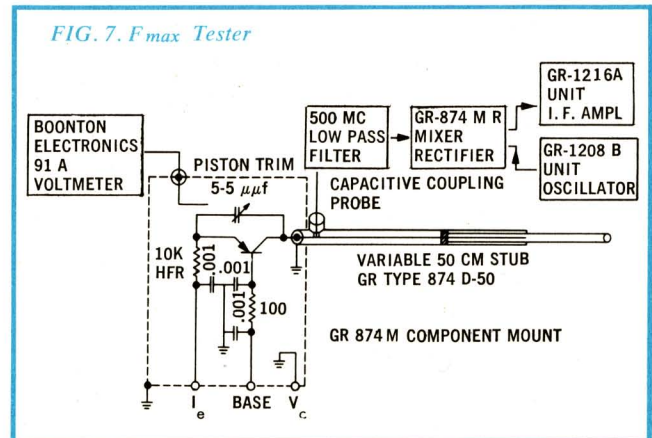 FIG. 7. Fmax Tester
BOONTON
ELECTRONICS
91 A
VOLTMETER
PISTON TRIM
5-5 μμf
500 MC
LOW PASS
FILTER
GR-874 M R
MIXER
RECTIFIER
GR-1216A
UNIT
I. F. AMPL
GR-1208 B
UNIT
OSCILLATOR
CAPACITIVE COUPLING
PROBE
10K
HFR
.001
.001
.001
100
VARIABLE 50 CM STUB
GR TYPE 874 D-50
GR 874 M COMPONENT MOUNT
Ie
BASE
Vc